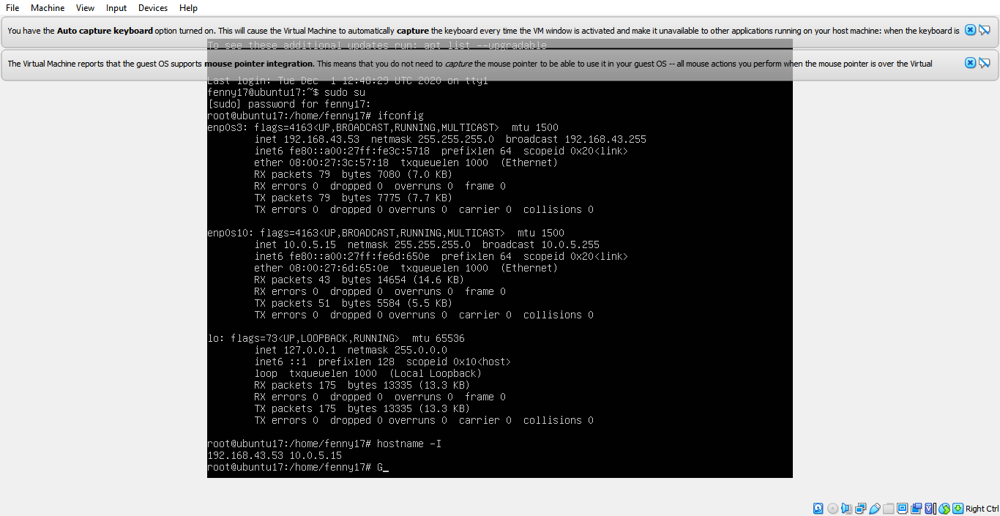 File Machine View Input Devices Help
You have the Auto capture keyboard option turned on. This will cause the Virtual Machine to automatically capture the keyboard every time the VM window is activated and make it unavailable to other applications running on your host machine: when the keyboard is
To see these additional updates run: apt list --upgradable
The Virtual Machine reports that the guest OS supports mouse pointer integration. This means that you do not need to capture the mouse pointer to be able to use it in your guest OS -- all mouse actions you perform when the mouse pointer is over the Virtual
Last login: Tue Dec  1 12:48:29 UTC 2020 on tty1
fenny17@ubuntu17:~$ sudo su
[sudo] password for fenny17:
root@ubuntu17:/home/fenny17# ifconfig
enp0s3: flags=4163<UP,BROADCAST,RUNNING,MULTICAST>  mtu 1500
        inet 192.168.43.53  netmask 255.255.255.0  broadcast 192.168.43.255
        inet6 fe80::a00:27ff:fe3c:5718  prefixlen 64  scopeid 0x20<link>
        ether 08:00:27:3c:57:18  txqueuelen 1000  (Ethernet)
        RX packets 79  bytes 7080 (7.0 KB)
        RX errors 0  dropped 0  overruns 0  frame 0
        TX packets 79  bytes 7775 (7.7 KB)
        TX errors 0  dropped 0 overruns 0  carrier 0  collisions 0
enp0s10: flags=4163<UP,BROADCAST,RUNNING,MULTICAST>  mtu 1500
        inet 10.0.5.15  netmask 255.255.255.0  broadcast 10.0.5.255
        inet6 fe80::a00:27ff:fe6d:650e  prefixlen 64  scopeid 0x20<link>
        ether 08:00:27:6d:65:0e  txqueuelen 1000  (Ethernet)
        RX packets 43  bytes 14654 (14.6 KB)
        RX errors 0  dropped 0  overruns 0  frame 0
        TX packets 51  bytes 5584 (5.5 KB)
        TX errors 0  dropped 0 overruns 0  carrier 0  collisions 0
lo: flags=73<UP,LOOPBACK,RUNNING>  mtu 65536
        inet 127.0.0.1  netmask 255.0.0.0
        inet6 ::1  prefixlen 128  scopeid 0x10<host>
        loop  txqueuelen 1000  (Local Loopback)
        RX packets 175  bytes 13335 (13.3 KB)
        RX errors 0  dropped 0  overruns 0  frame 0
        TX packets 175  bytes 13335 (13.3 KB)
        TX errors 0  dropped 0 overruns 0  carrier 0  collisions 0
root@ubuntu17:/home/fenny17# hostname -I
192.168.43.53 10.0.5.15
root@ubuntu17:/home/fenny17# G_
Right Ctrl